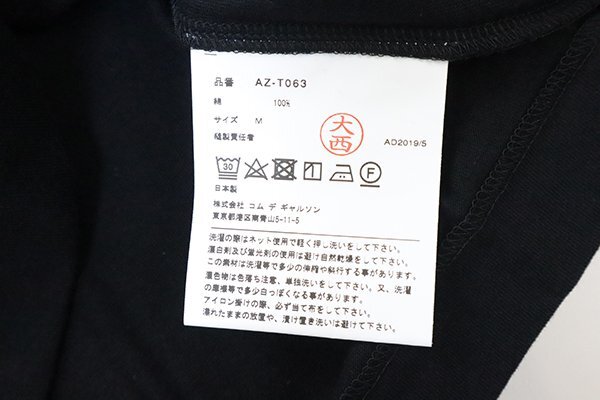 品番 AZ-T063
綿 100%
サイズ M
縫製責任者
大西
AD2019/5
30
F
日本製
株式会社 コム デ ギャルソン
東京都港区南青山5-11-5
洗濯の際はネット使用で軽く押し洗いをして下さい。
漂白剤及び蛍光剤の使用は避け自然乾燥をして下さい。
この素材は洗濯等で多少の伸縮や斜行する事があります。
濃色物は色落ち注意、単独洗いをして下さい。又、洗濯
の摩擦等で多少白っぽくなる事が有ります。
アイロン掛けの際、必ず当て布をして下さい。
濡れたままの放置や、漬け置き洗いは避けて下さい。